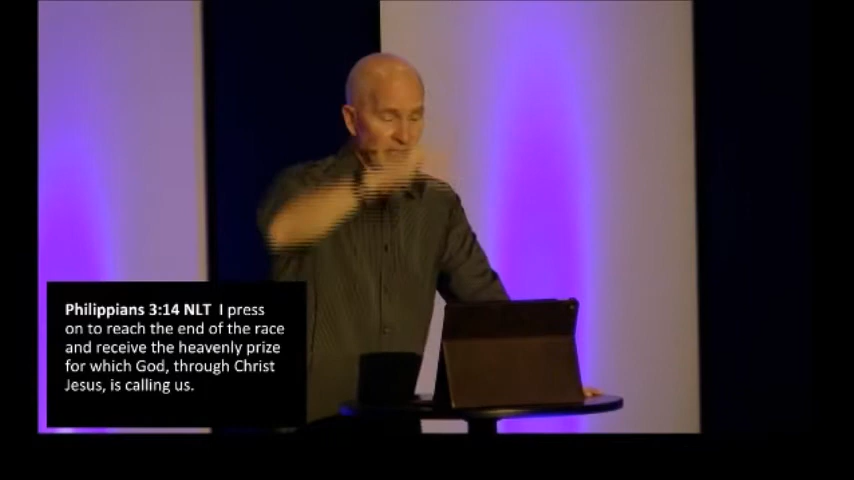 Philippians 3:14 NLT I press
on to reach the end of the race
and receive the heavenly prize
for which God, through Christ
Jesus, is calling us.